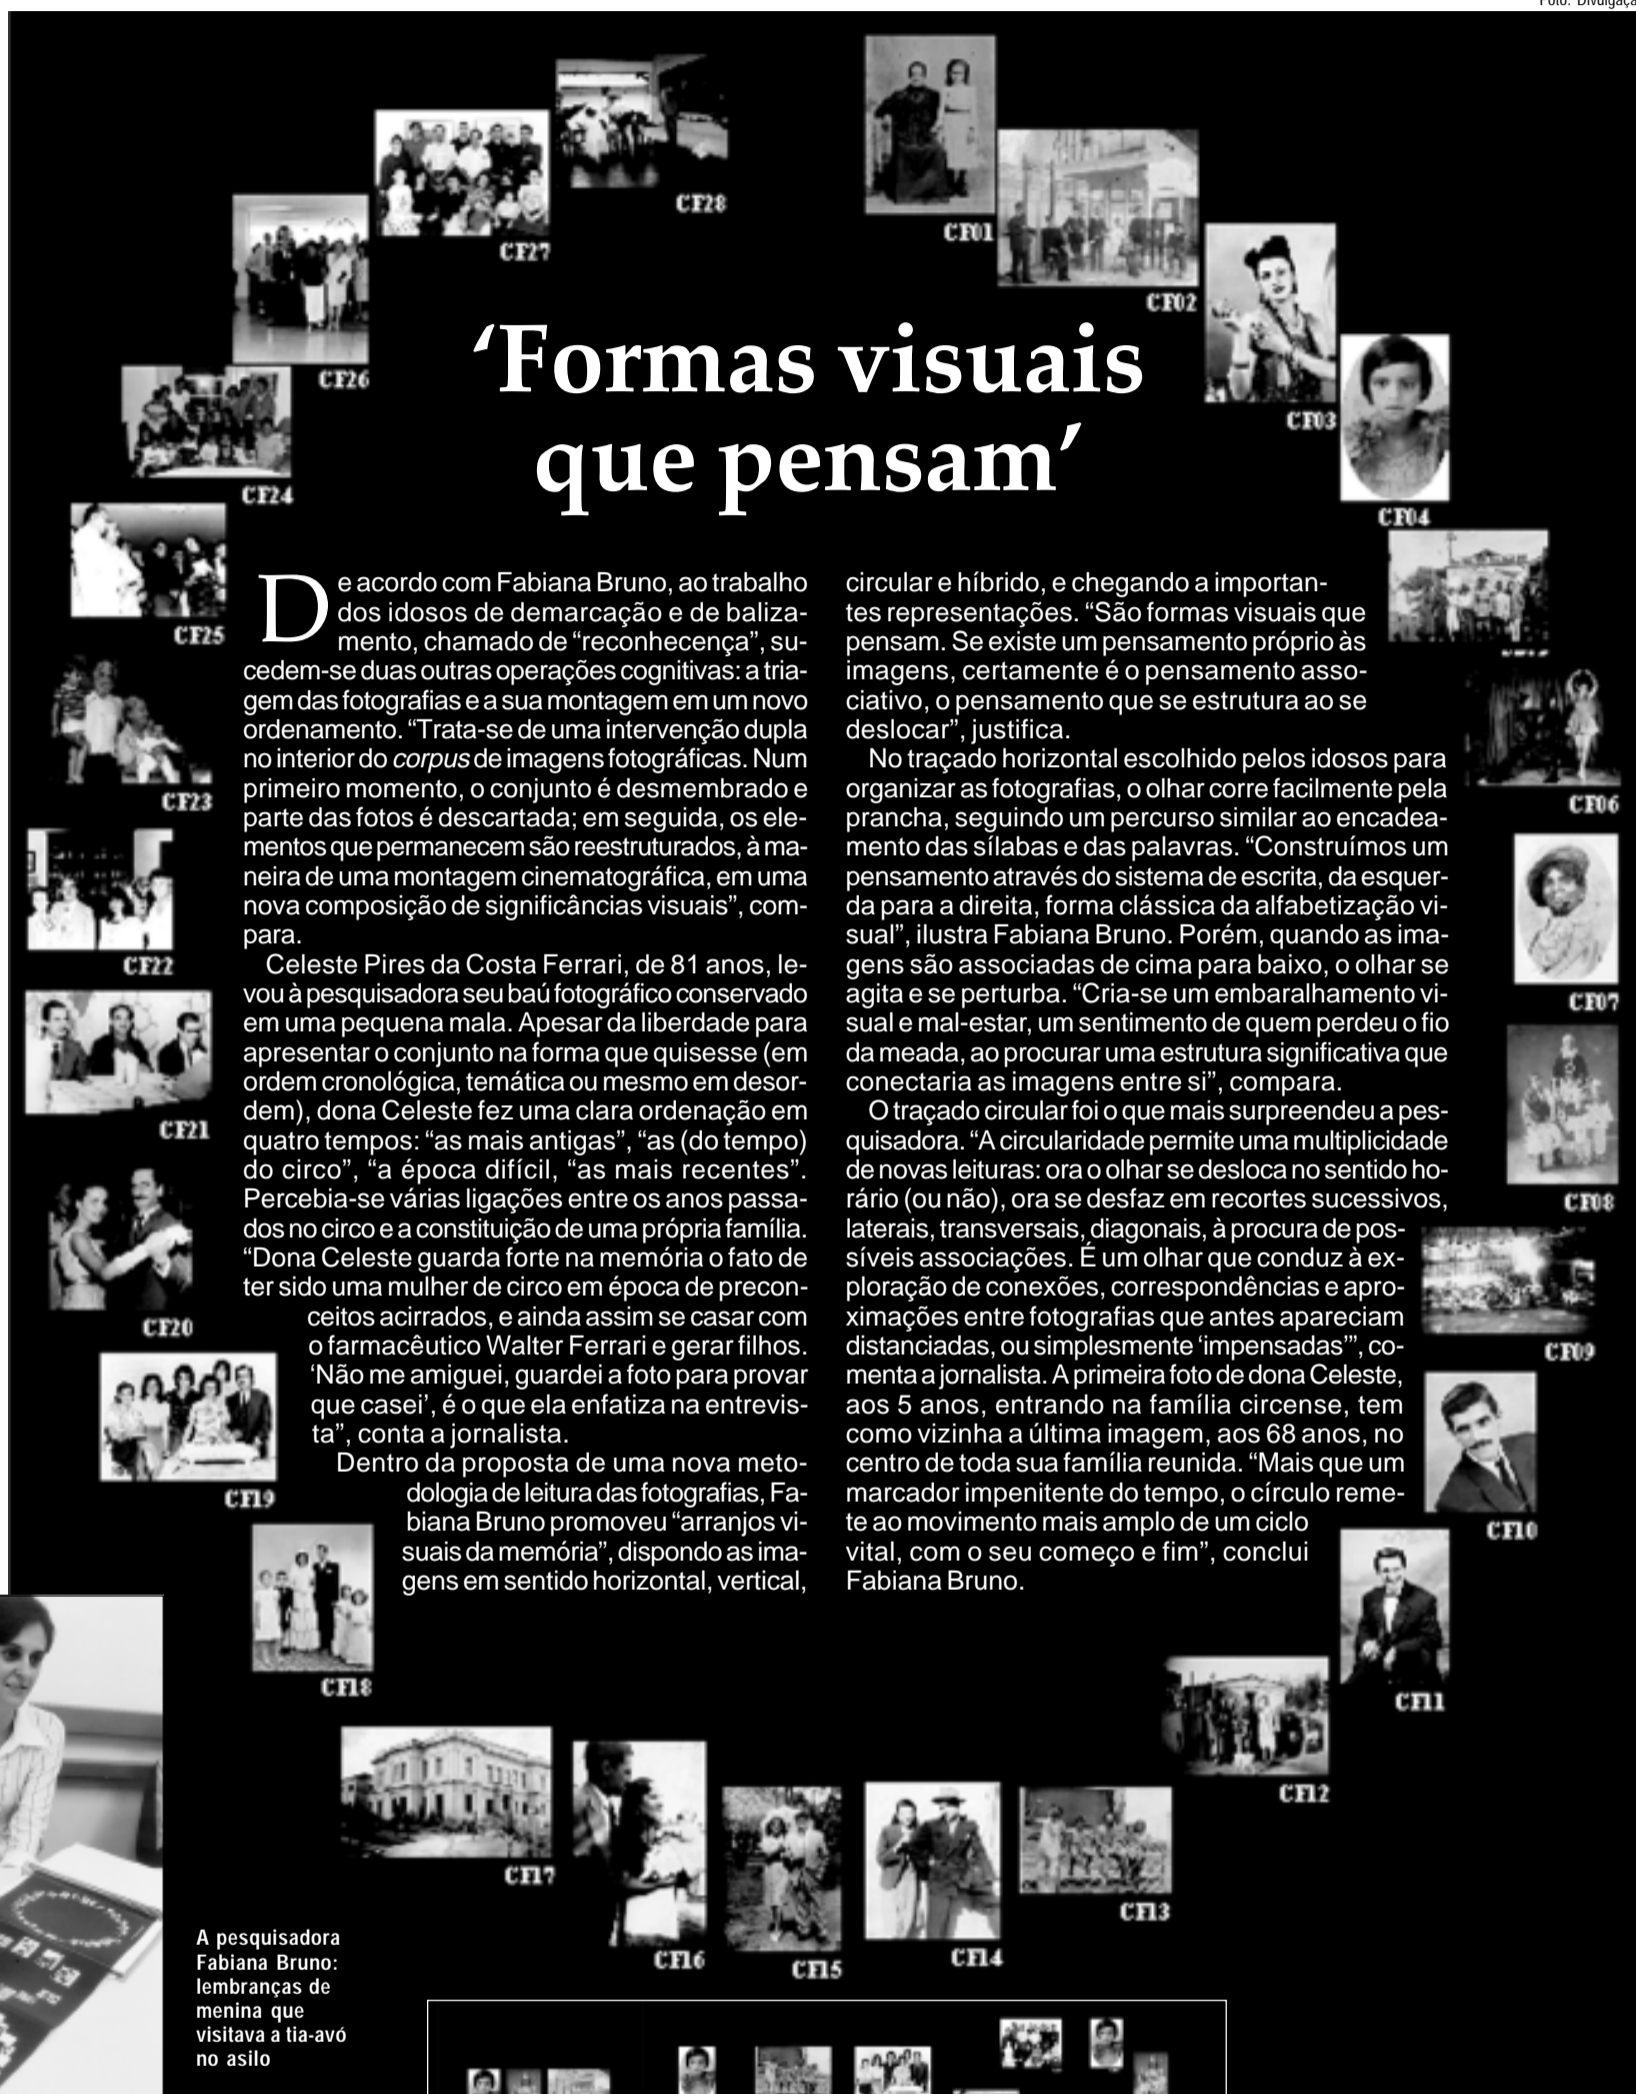 Foto: Divulgaçã
CF28
CF01
CF27
CF02
CF26
CF03
‘Formas visuais
que pensam’
CF24
CF04
CF25
CF23
CF06
CF22
CF07
CF21
CF08
CF20
CF09
CF19
CF10
CF18
CF11
CF12
CF17
CF13
CF16
CF15
CF14
De acordo com Fabiana Bruno, ao trabalho
dos idosos de demarcação e de baliza-
mento, chamado de “reconhecença”, su-
cedem-se duas outras operações cognitivas: a tria-
gem das fotografias e a sua montagem em um novo
ordenamento. “Trata-se de uma intervenção dupla
no interior do corpus de imagens fotográficas. Num
primeiro momento, o conjunto é desmembrado e
parte das fotos é descartada; em seguida, os ele-
mentos que permanecem são reestruturados, à ma-
neira de uma montagem cinematográfica, em uma
nova composição de significâncias visuais”, com-
para.
Celeste Pires da Costa Ferrari, de 81 anos, le-
vou à pesquisadora seu baú fotográfico conservado
em uma pequena mala. Apesar da liberdade para
apresentar o conjunto na forma que quisesse (em
ordem cronológica, temática ou mesmo em desor-
dem), dona Celeste fez uma clara ordenação em
quatro tempos: “as mais antigas”, “as (do tempo)
do circo”, “a época difícil, “as mais recentes”.
Percebia-se várias ligações entre os anos passa-
dos no circo e a constituição de uma própria família.
“Dona Celeste guarda forte na memória o fato de
ter sido uma mulher de circo em época de precon-
ceitos acirrados, e ainda assim se casar com
o farmacêutico Walter Ferrari e gerar filhos.
‘Não me amiguei, guardei a foto para provar
que casei’, é o que ela enfatiza na entrevis-
ta”, conta a jornalista.
Dentro da proposta de uma nova meto-
dologia de leitura das fotografias, Fa-
biana Bruno promoveu “arranjos vi-
suais da memória”, dispondo as ima-
gens em sentido horizontal, vertical,
circular e híbrido, e chegando a importan-
tes representações. “São formas visuais que
pensam. Se existe um pensamento próprio às
imagens, certamente é o pensamento asso-
ciativo, o pensamento que se estrutura ao se
deslocar”, justifica.
No traçado horizontal escolhido pelos idosos para
organizar as fotografias, o olhar corre facilmente pela
prancha, seguindo um percurso similar ao encadea-
mento das sílabas e das palavras. “Construímos um
pensamento através do sistema de escrita, da esquer-
da para a direita, forma clássica da alfabetização vi-
sual”, ilustra Fabiana Bruno. Porém, quando as ima-
gens são associadas de cima para baixo, o olhar se
agita e se perturba. “Cria-se um embaralhamento vi-
sual e mal-estar, um sentimento de quem perdeu o fio
da meada, ao procurar uma estrutura significativa que
conectaria as imagens entre si”, compara.
O traçado circular foi o que mais surpreendeu a pes-
quisadora. “A circularidade permite uma multiplicidade
de novas leituras: ora o olhar se desloca no sentido ho-
rário (ou não), ora se desfaz em recortes sucessivos,
laterais, transversais, diagonais, à procura de pos-
síveis associações. É um olhar que conduz à ex-
ploração de conexões, correspondências e apro-
ximações entre fotografias que antes apareciam
distanciadas, ou simplesmente ‘impensadas’”, co-
menta a jornalista. A primeira foto de dona Celeste,
aos 5 anos, entrando na família circense, tem
como vizinha a última imagem, aos 68 anos, no
centro de toda sua família reunida. “Mais que um
marcador impenitente do tempo, o círculo reme-
te ao movimento mais amplo de um ciclo
vital, com o seu começo e fim”, conclui
Fabiana Bruno.
A pesquisadora
Fabiana Bruno:
lembranças de
menina que
visitava a tia-avó
no asilo